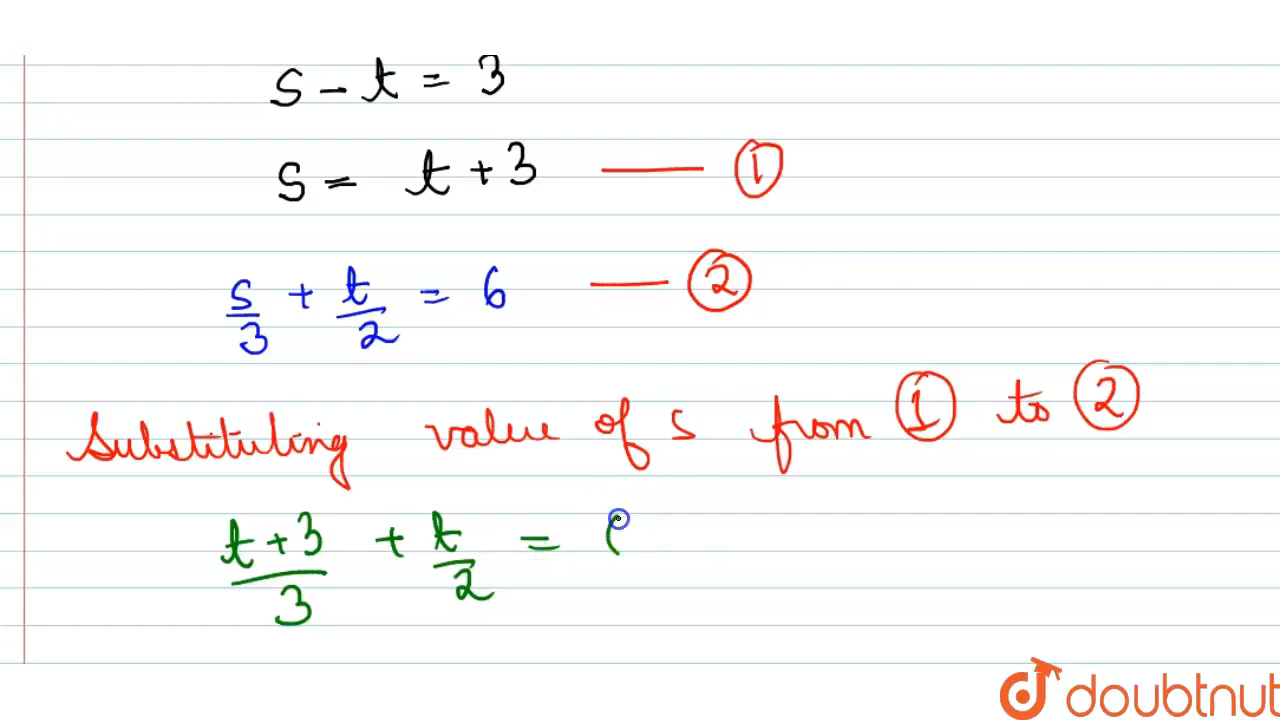 s - t = 3
s = t + 3 —— ①
s/3 + t/2 = 6 —— ②
Substituting value of s from ① to ②
t+3/3 + t/2 =
doubtnut